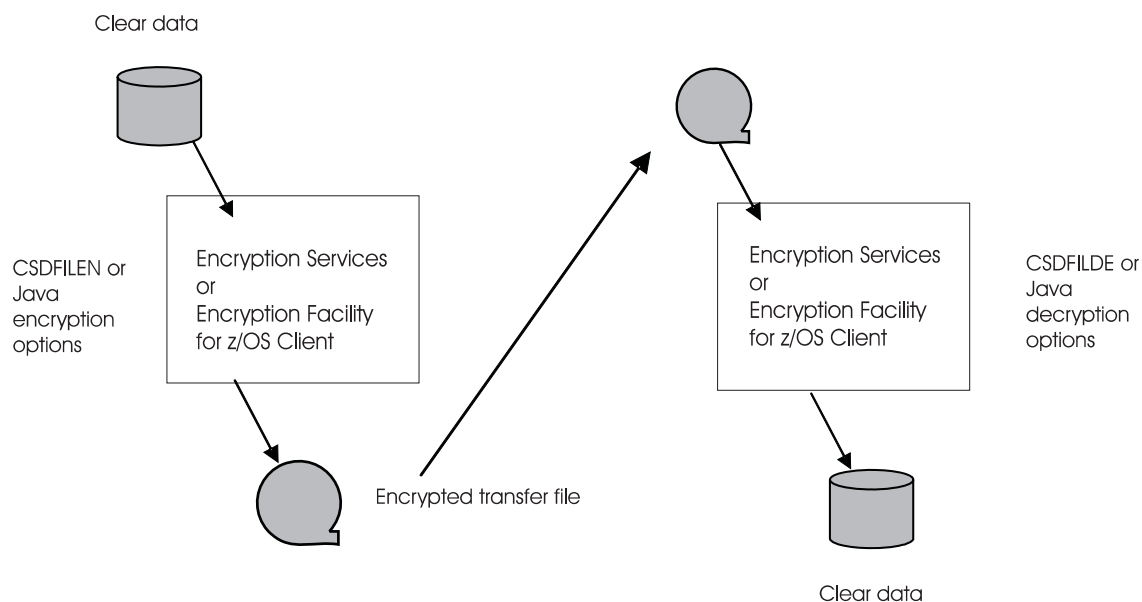 Clear data
CSDFILEN or
Java
encryption
options
Encryption Services
or
Encryption Facility
for z/OS Client
Encrypted transfer file
Encryption Services
or
Encryption Facility
for z/OS Client
CSDFILDE or
Java
decryption
options
Clear data